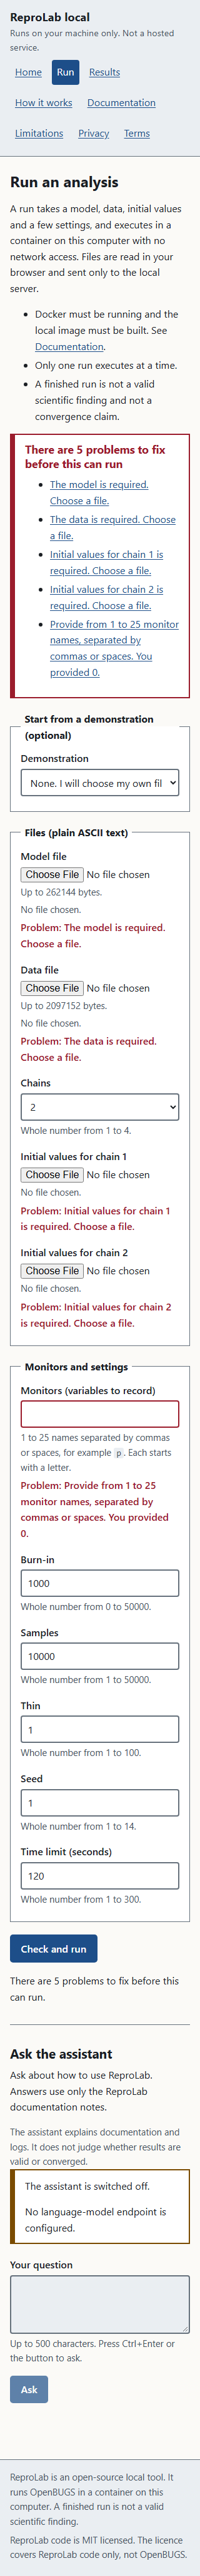 ReproLab local
Runs on your machine only. Not a hosted
service.
Home Run Results
How it works Documentation
Limitations Privacy Terms
Run an analysis
A run takes a model, data, initial values
and a few settings, and executes in a
container on this computer with no
network access. Files are read in your
browser and sent only to the local
server.
Docker must be running and the
local image must be built. See
Documentation.
Only one run executes at a time.
A finished run is not a valid
scientific finding and not a
convergence claim.
There are 5 problems to fix
before this can run
The model is required.
Choose a file.
The data is required. Choose
a file.
Initial values for chain 1 is
required. Choose a file.
Initial values for chain 2 is
required. Choose a file.
Provide from 1 to 25 monitor
names, separated by
commas or spaces. You
provided 0.
Start from a demonstration
(optional)
Demonstration
None. I will choose my own fil
Files (plain ASCII text)
Model file
Choose File No file chosen
Up to 262144 bytes.
No file chosen.
Problem: The model is required.
Choose a file.
Data file
Choose File No file chosen
Up to 2097152 bytes.
No file chosen.
Problem: The data is required.
Choose a file.
Chains
2
Whole number from 1 to 4.
Initial values for chain 1
Choose File No file chosen
No file chosen.
Problem: Initial values for chain 1
is required. Choose a file.
Initial values for chain 2
Choose File No file chosen
No file chosen.
Problem: Initial values for chain 2
is required. Choose a file.
Monitors and settings
Monitors (variables to record)
1 to 25 names separated by commas
or spaces, for example p. Each starts
with a letter.
Problem: Provide from 1 to 25
monitor names, separated by
commas or spaces. You provided
0.
Burn-in
1000
Whole number from 0 to 50000.
Samples
10000
Whole number from 1 to 50000.
Thin
1
Whole number from 1 to 100.
Seed
1
Whole number from 1 to 14.
Time limit (seconds)
120
Whole number from 1 to 300.
Check and run
There are 5 problems to fix before this
can run.
Ask the assistant
Ask about how to use ReproLab.
Answers use only the ReproLab
documentation notes.
The assistant explains documentation and
logs. It does not judge whether results are
valid or converged.
The assistant is switched off.
No language-model endpoint is
configured.
Your question
Up to 500 characters. Press Ctrl+Enter or
the button to ask.
Ask
ReproLab is an open-source local tool. It
runs OpenBUGS in a container on this
computer. A finished run is not a valid
scientific finding.
ReproLab code is MIT licensed. The licence
covers ReproLab code only, not OpenBUGS.